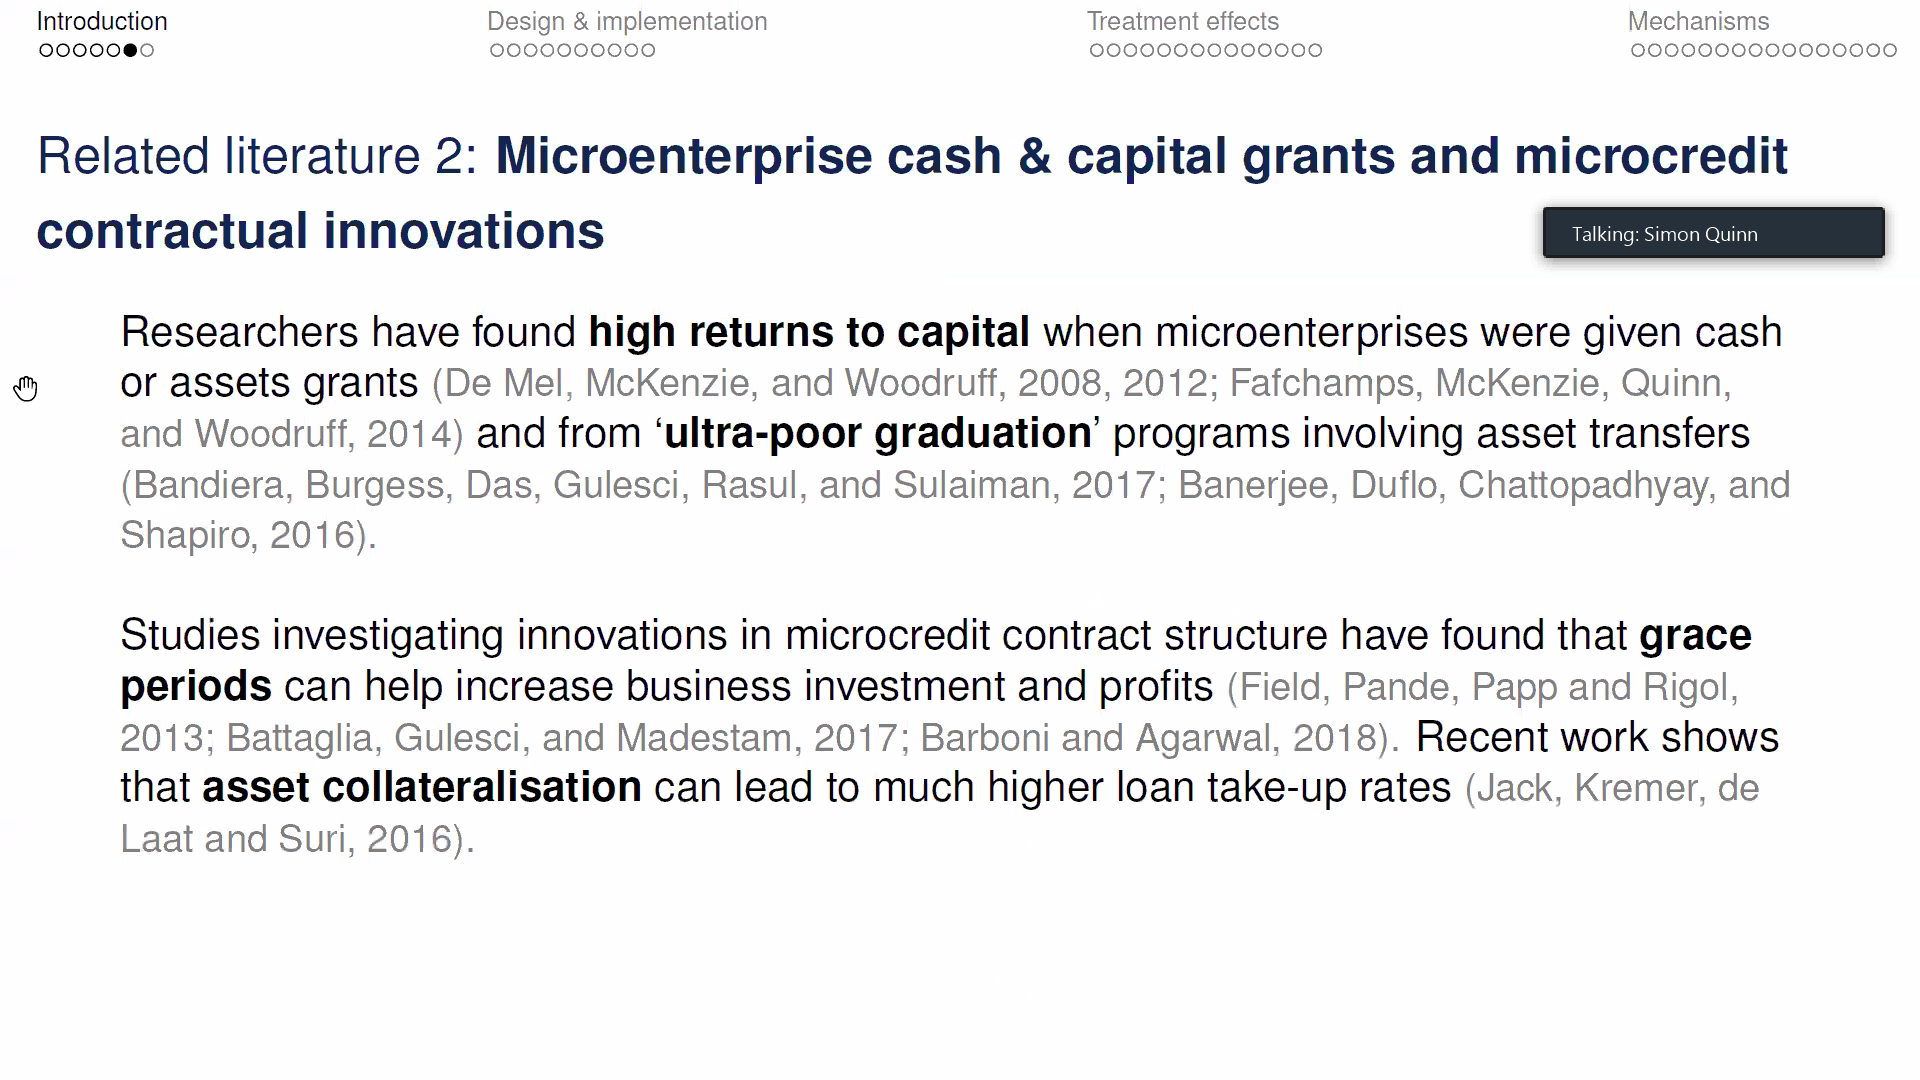 Introduction
Design & implementation
Treatment effects
Mechanisms
Related literature 2: Microenterprise cash & capital grants and microcredit
contractual innovations
Talking: Simon Quinn
Researchers have found high returns to capital when microenterprises were given cash
or assets grants (De Mel, McKenzie, and Woodruff, 2008, 2012; Fafchamps, McKenzie, Quinn,
and Woodruff, 2014) and from ‘ultra-poor graduation’ programs involving asset transfers
(Bandiera, Burgess, Das, Gulesci, Rasul, and Sulaiman, 2017; Banerjee, Duflo, Chattopadhyay, and
Shapiro, 2016).
Studies investigating innovations in microcredit contract structure have found that grace
periods can help increase business investment and profits (Field, Pande, Papp and Rigol,
2013; Battaglia, Gulesci, and Madestam, 2017; Barboni and Agarwal, 2018). Recent work shows
that asset collateralisation can lead to much higher loan take-up rates (Jack, Kremer, de
Laat and Suri, 2016).